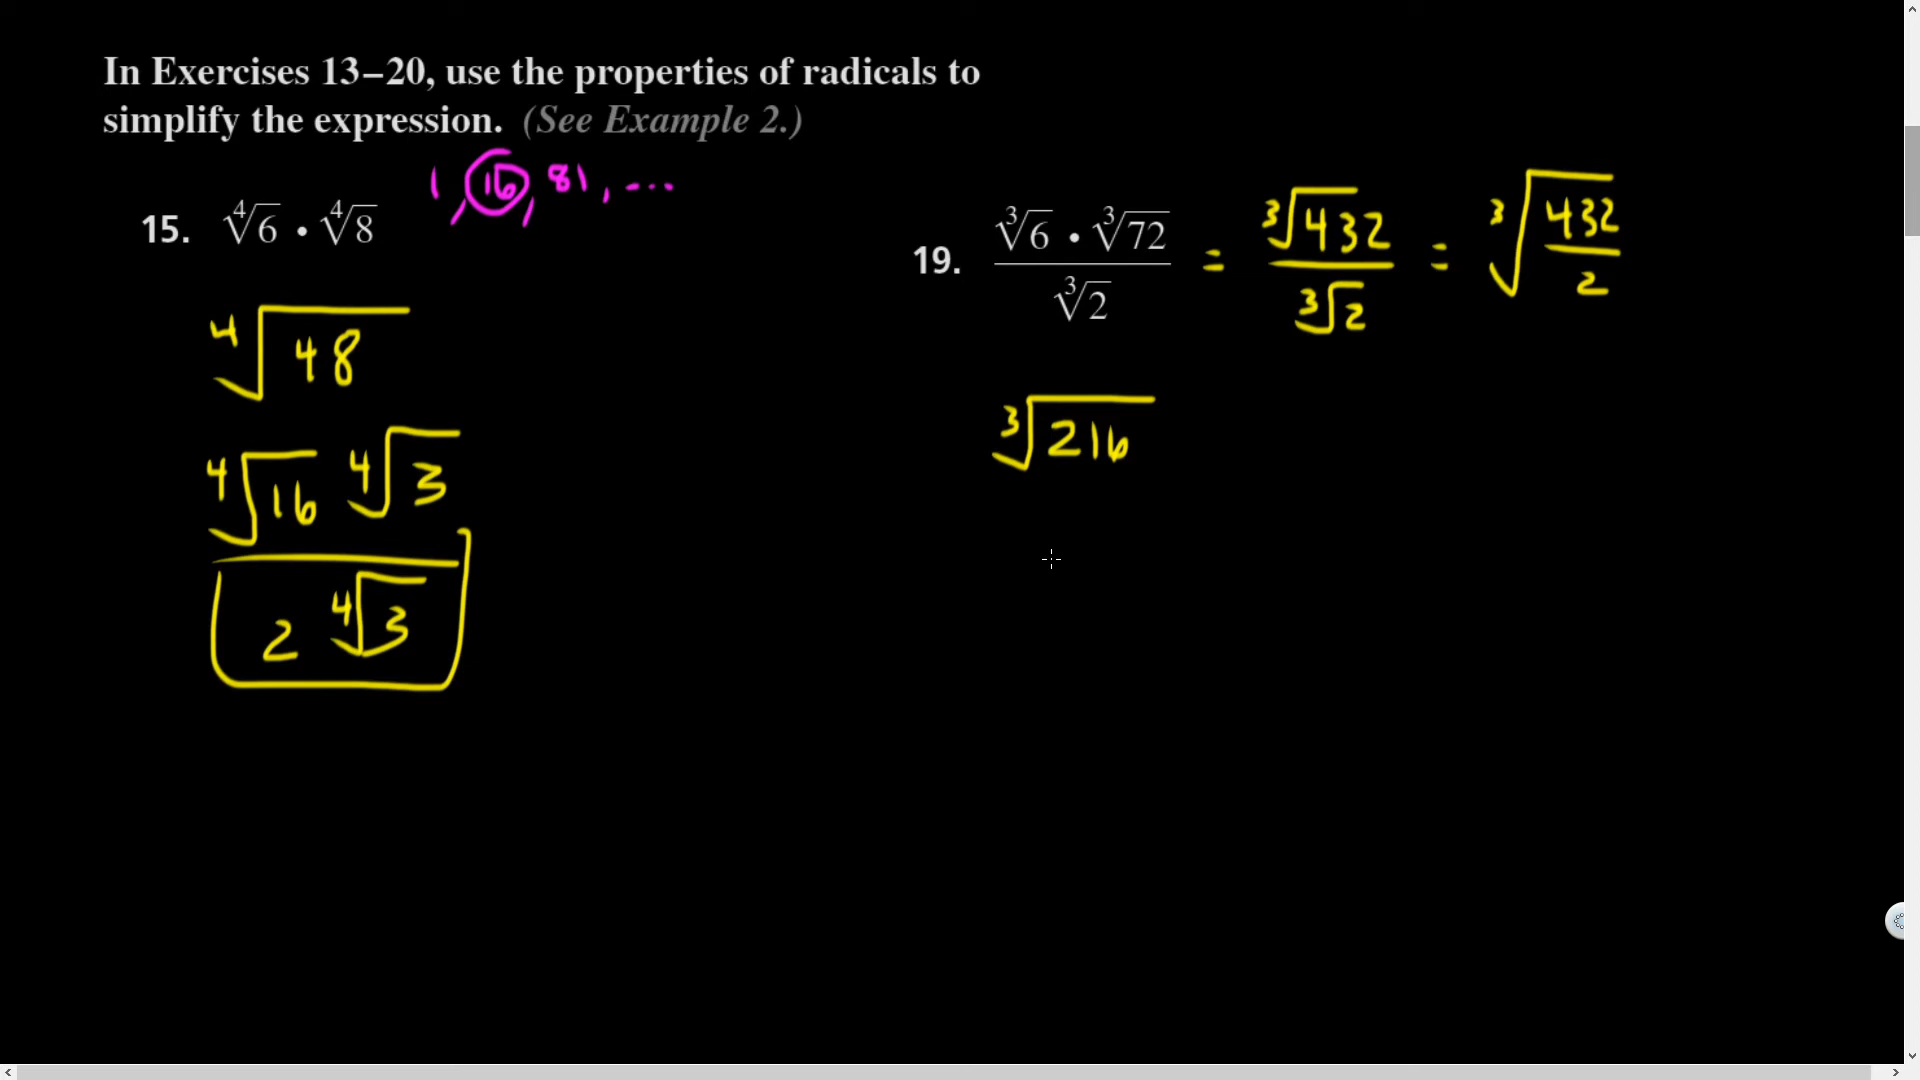 In Exercises 13–20, use the properties of radicals to
simplify the expression. (See Example 2.)
1, 16, 81, ...
15. ∜6 • ∜8
∜48
∜16 ∜3
2 ∜3
19. (∛6 • ∛72)/∛2 = ∛432/∛2 = ∛(432/2)
∛216